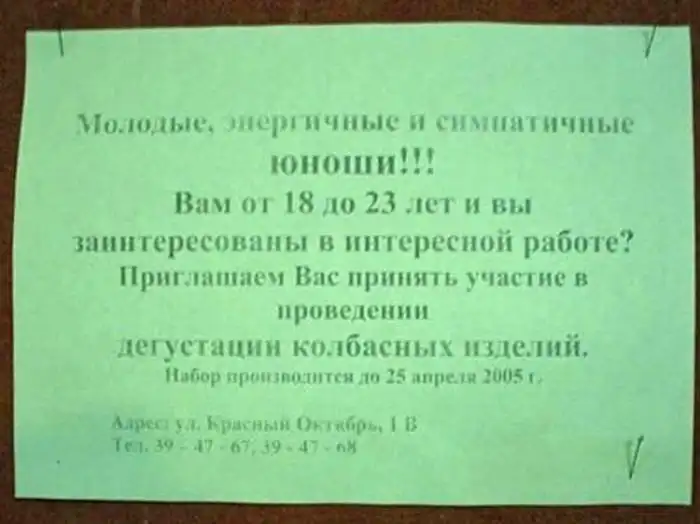 Молодые, энергичные и симпатичные
юноши!!!
Вам от 18 до 23 лет и вы
заинтересованы в интересной работе?
Приглашаем Вас принять участие в
проведении
дегустации колбасных изделий.
Набор производится до 25 апреля 2005 г.
Адрес: ул. Красный Октябрь, 1 В
Тел. 39 - 47 - 67, 39 - 47 - 68